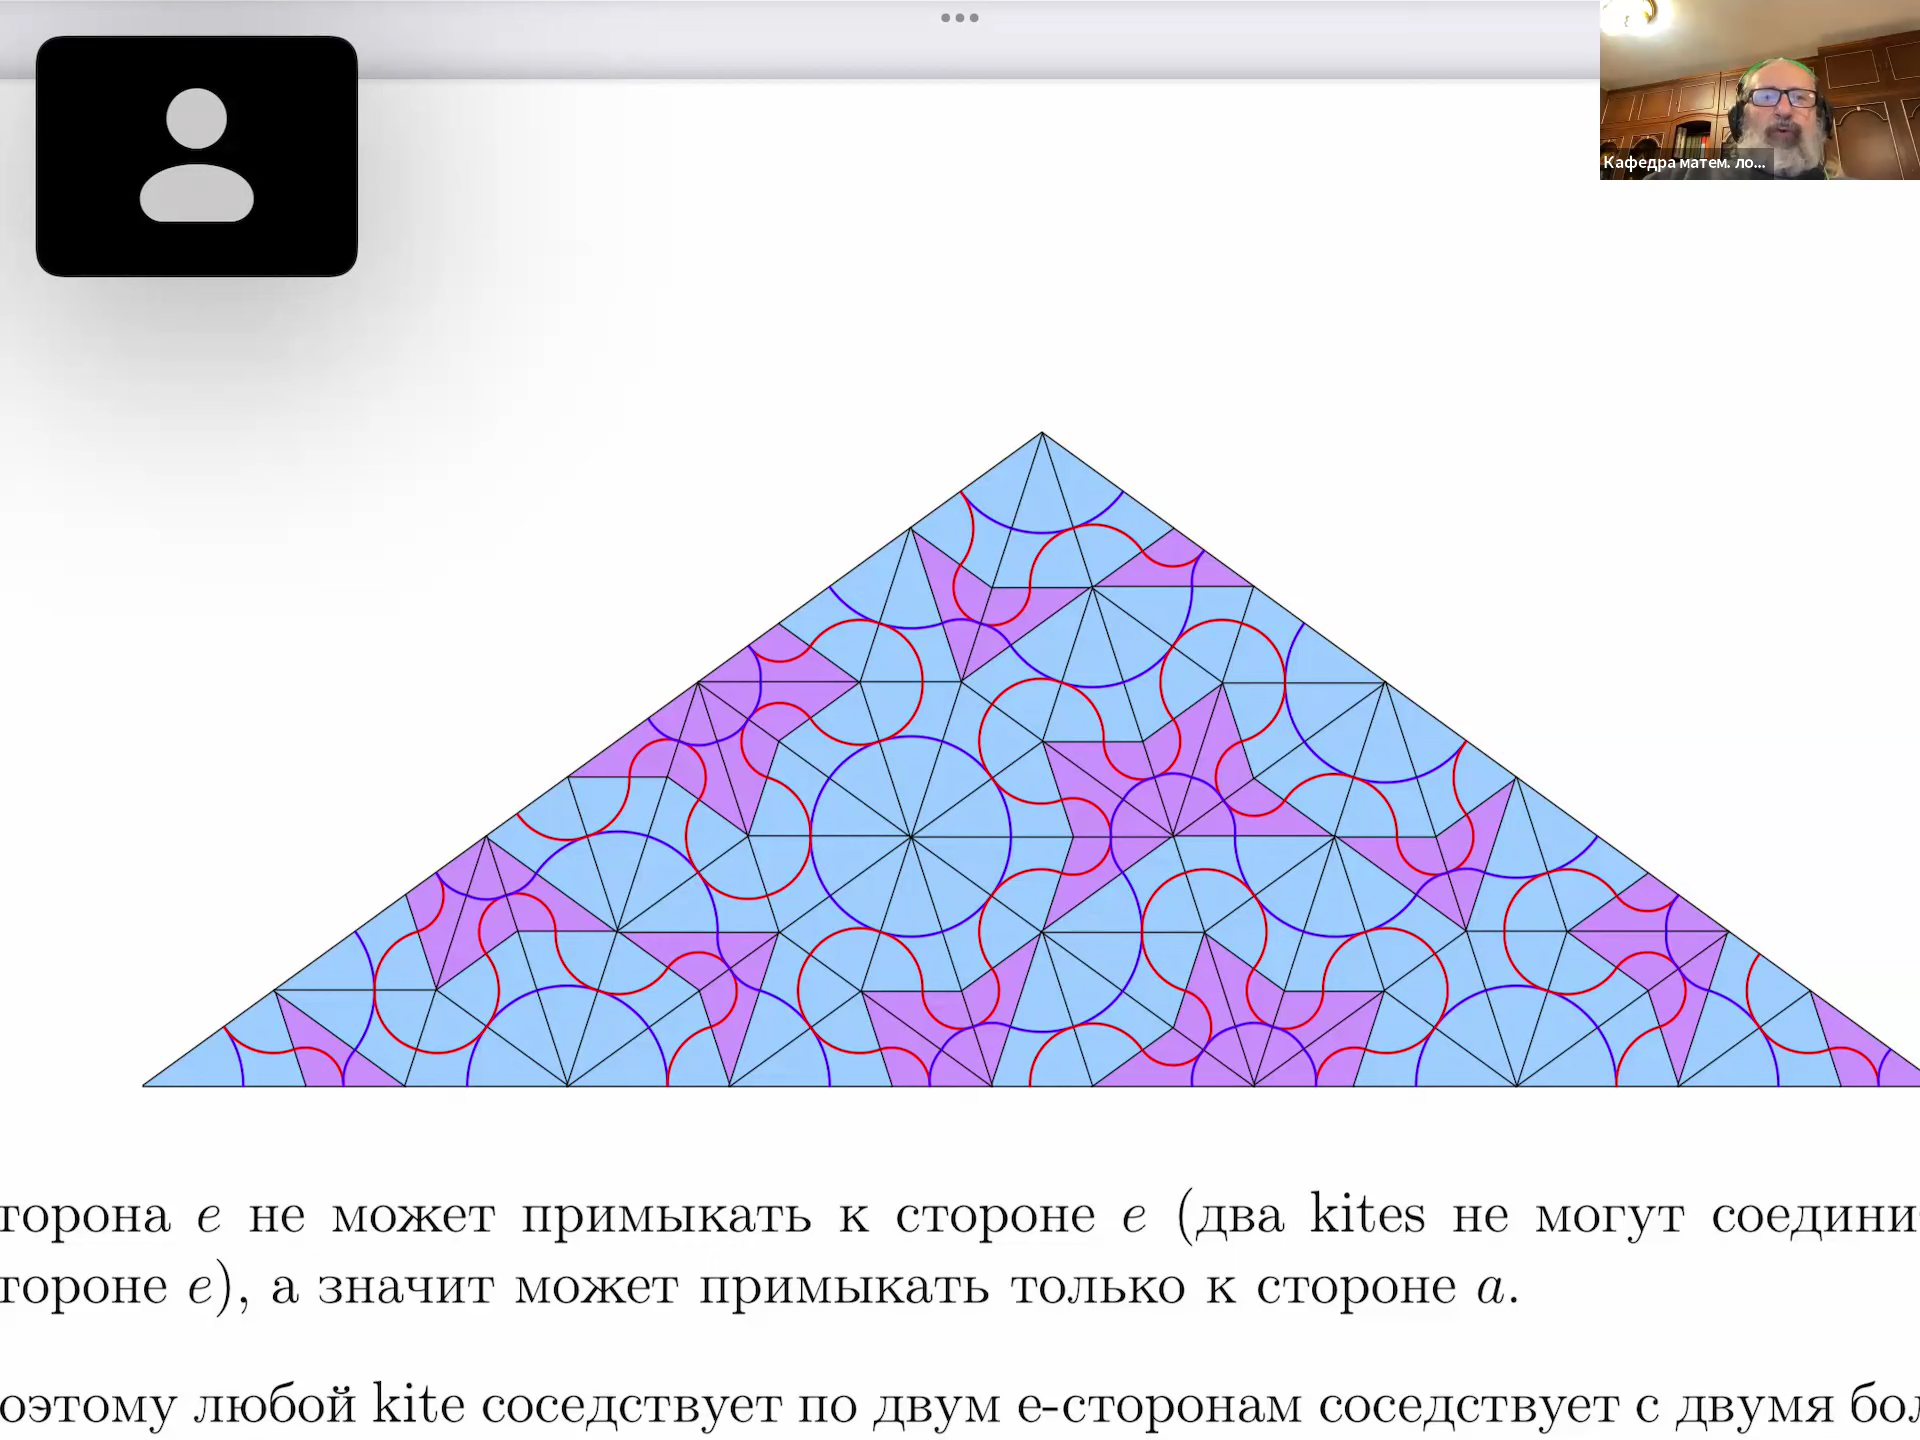 Кафедра матем. ло...
торона e не может примыкать к стороне e (два kites не могут соедини
тороне e), а значит может примыкать только к стороне a.
оэтому любой kite соседствует по двум e-сторонам соседствует с двумя бол